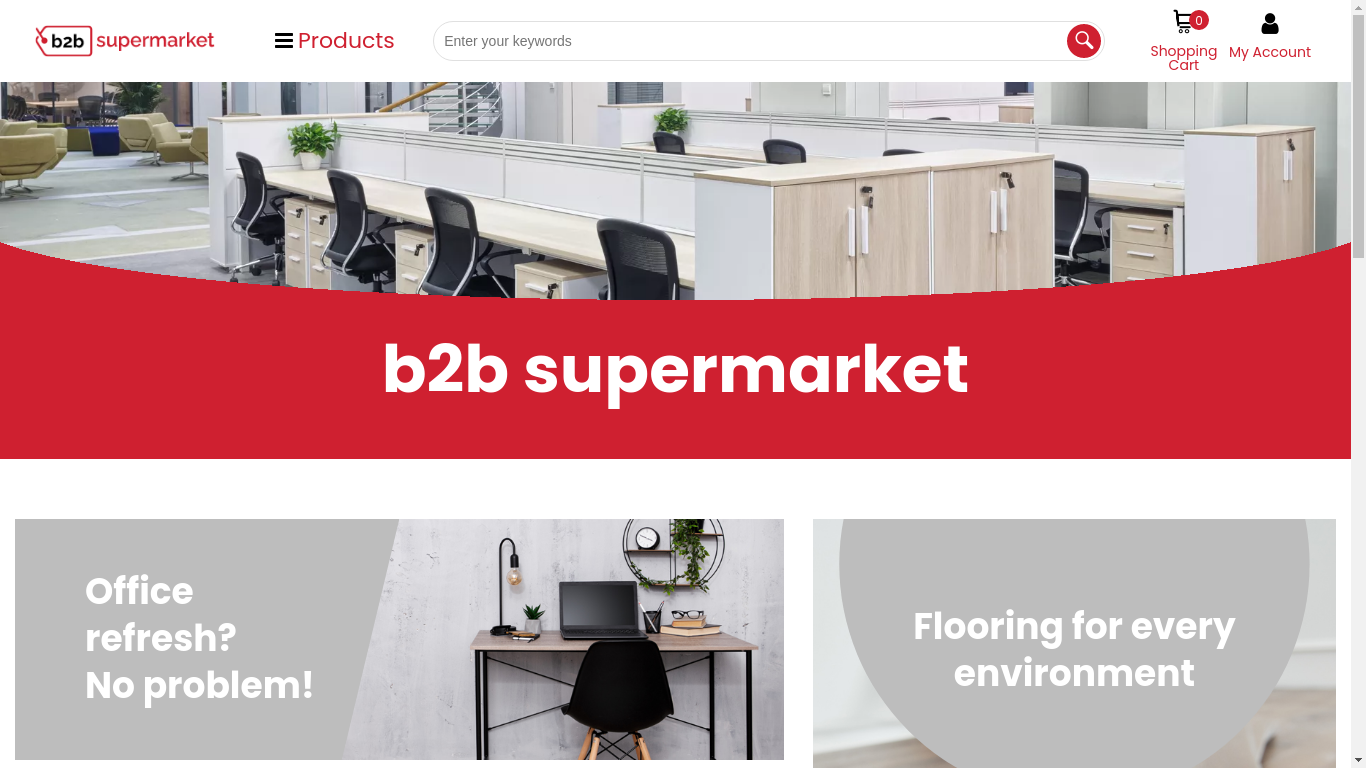 b2b supermarket
Products
Enter your keywords
0
Shopping
Cart
My Account
b2b supermarket
Office
refresh?
No problem!
Flooring for every
environment